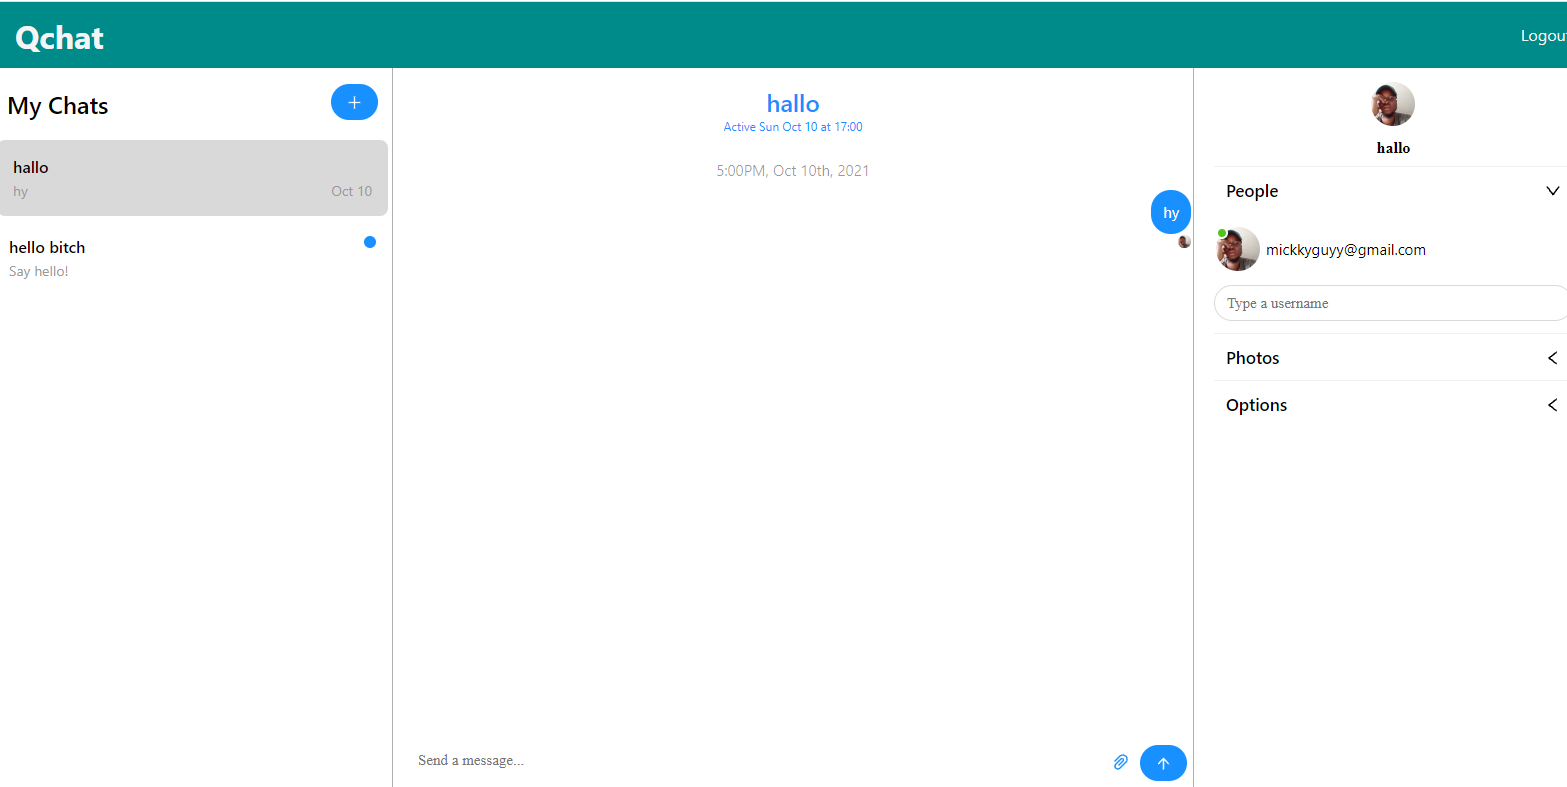 Qchat
Logout
My Chats
+
hallo
hy
Oct 10
hello bitch
Say hello!
hallo
Active Sun Oct 10 at 17:00
5:00PM, Oct 10th, 2021
hy
Send a message...
hallo
People
mickkyguyy@gmail.com
Type a username
Photos
Options